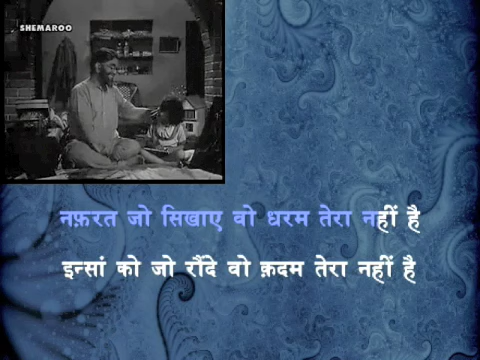 SHEMAROO
नफ़रत जो सिखाए वो धरम तेरा नहीं है
इन्सां को जो रौंदे वो क़दम तेरा नहीं है